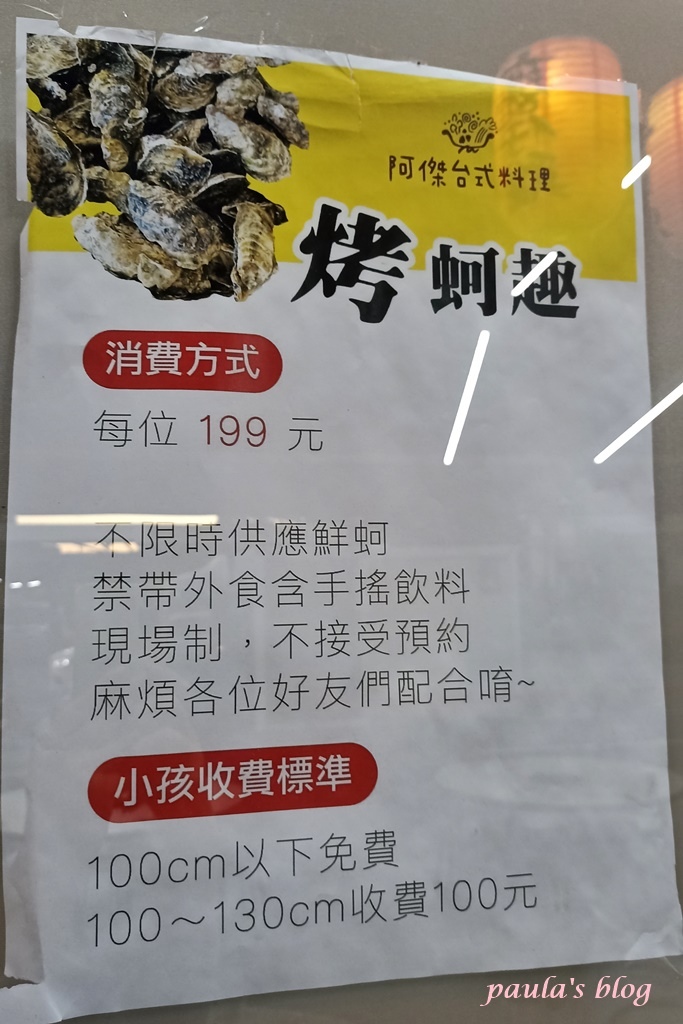 阿傑台式料理
烤蚵趣
消費方式
每位 199 元
不限時供應鮮蚵
禁帶外食含手搖飲料
現場制，不接受預約
麻煩各位好友們配合唷~
小孩收費標準
100cm以下免費
100～130cm收費100元
paula's blog